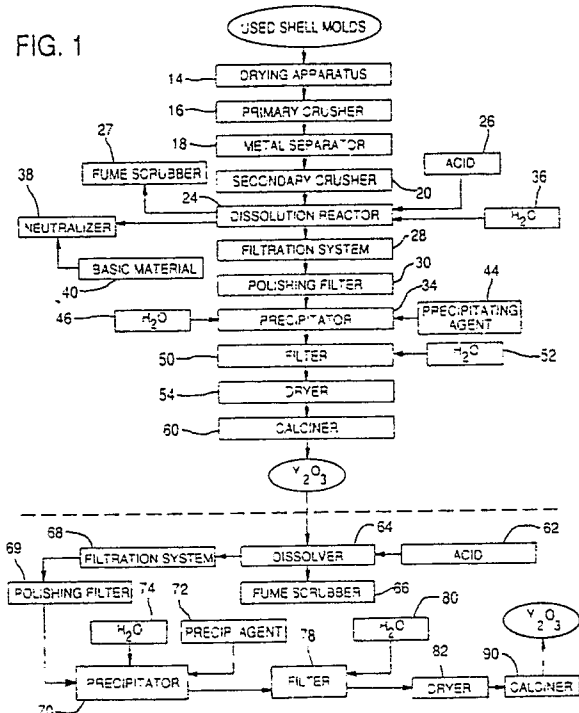 FIG. 1
USED SHELL MOLDS
14
DRYING APPARATUS
16
PRIMARY CRUSHER
18
METAL SEPARATOR
26
27
ACID
FUME SCRUBBER
SECONDARY CRUSHER
20
36
24
38
DISSOLUTION REACTOR
H2O
NEUTRALIZER
FILTRATION SYSTEM
28
BASIC MATERIAL
40
POLISHING FILTER
30
34
44
46
H2O
PRECIPITATOR
PRECIPITATING
AGENT
50
FILTER
H2O
52
54
DRYER
60
CALCINER
Y2O3
68
64
62
69
FILTRATION SYSTEM
DISSOLVER
ACID
POLISHING FILTER
74
72
FUME SCRUBBER
66
80
Y2O3
H2O
PRECIP. AGENT
78
H2O
82
90
PRECIPITATOR
FILTER
DRYER
CALCINER
70